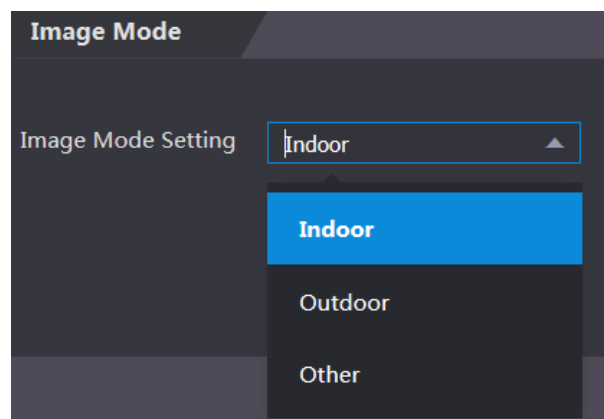 Image Mode
Image Mode Setting Indoor
Indoor
Outdoor
Other